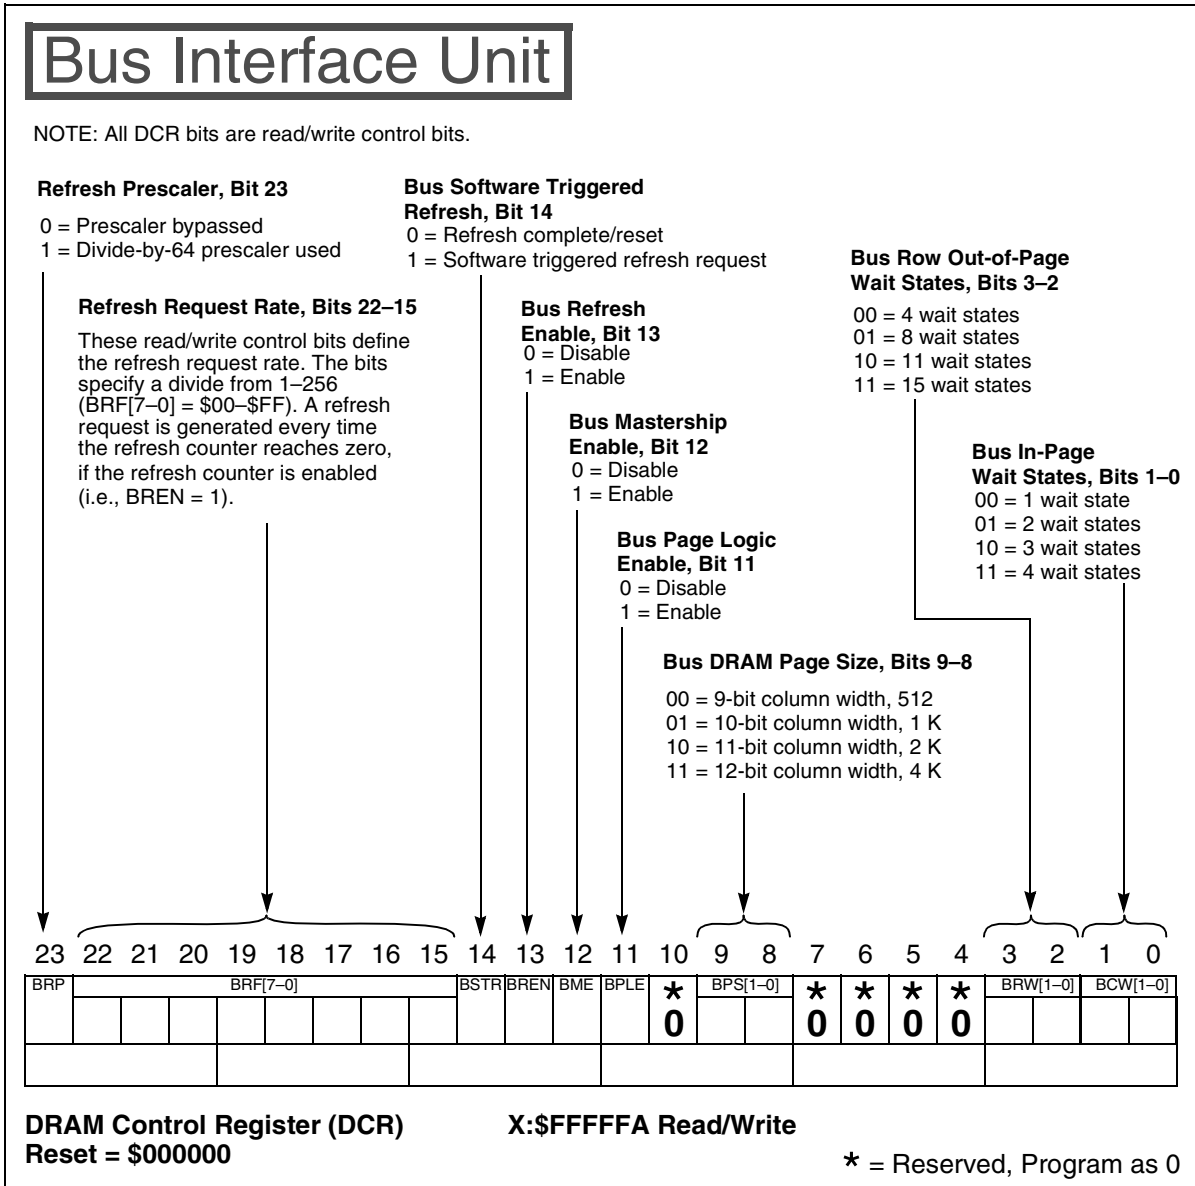 Bus Interface Unit
NOTE: All DCR bits are read/write control bits.
Refresh Prescaler, Bit 23
0 = Prescaler bypassed
1 = Divide-by-64 prescaler used
Bus Software Triggered
Refresh, Bit 14
0 = Refresh complete/reset
1 = Software triggered refresh request
Bus Row Out-of-Page
Wait States, Bits 3–2
00 = 4 wait states
01 = 8 wait states
10 = 11 wait states
11 = 15 wait states
Refresh Request Rate, Bits 22–15
These read/write control bits define
the refresh request rate. The bits
specify a divide from 1–256
(BRF[7–0] = $00–$FF). A refresh
request is generated every time
the refresh counter reaches zero,
if the refresh counter is enabled
(i.e., BREN = 1).
Bus Refresh
Enable, Bit 13
0 = Disable
1 = Enable
Bus Mastership
Enable, Bit 12
0 = Disable
1 = Enable
Bus In-Page
Wait States, Bits 1–0
00 = 1 wait state
01 = 2 wait states
10 = 3 wait states
11 = 4 wait states
Bus Page Logic
Enable, Bit 11
0 = Disable
1 = Enable
Bus DRAM Page Size, Bits 9–8
00 = 9-bit column width, 512
01 = 10-bit column width, 1 K
10 = 11-bit column width, 2 K
11 = 12-bit column width, 4 K
23 22 21 20 19 18 17 16 15 14 13 12 11 10 9 8 7 6 5 4 3 2 1 0
BRP BRF[7–0] BSTR BREN BME BPLE * BPS[1–0] * * * * BRW[1–0] BCW[1–0]
0 0 0 0 0
DRAM Control Register (DCR) X:$FFFFFA Read/Write
Reset = $000000
* = Reserved, Program as 0